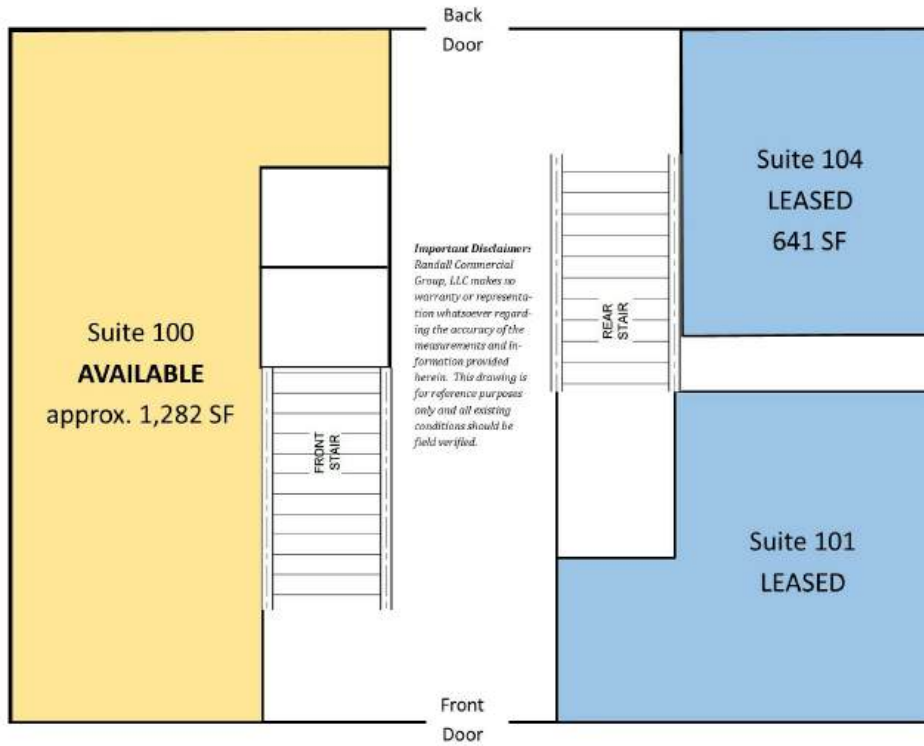 Back
Door
Suite 104
LEASED
641 SF
Important Disclaimer:
Randall Commercial
Group, LLC makes no
warranty or representa-
tion whatsoever regard-
ing the accuracy of the
measurements and in-
formation provided
herein. This drawing is
for reference purposes
only and all existing
conditions should be
field verified.
REAR
STAIR
Suite 100
AVAILABLE
approx. 1,282 SF
FRONT
STAIR
Suite 101
LEASED
Front
Door